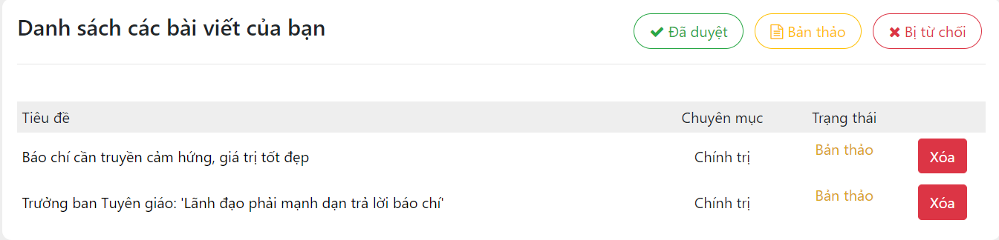 Danh sách các bài viết của bạn
Đã duyệt Bản thảo Bị từ chối
Tiêu đề Chuyên mục Trạng thái
Báo chí cần truyền cảm hứng, giá trị tốt đẹp Chính trị Bản thảo Xóa
Trưởng ban Tuyên giáo: 'Lãnh đạo phải mạnh dạn trả lời báo chí' Chính trị Bản thảo Xóa